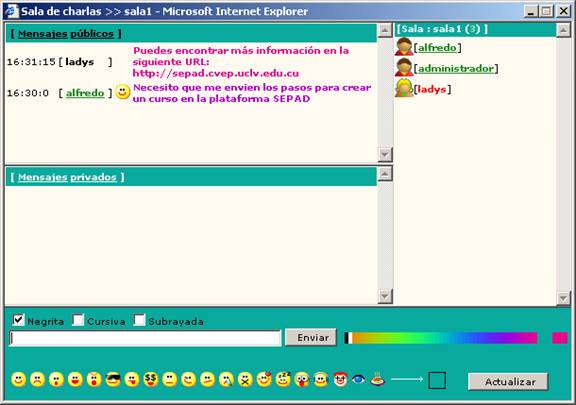 Sala de charlas >> sala1 - Microsoft Internet Explorer
[ Mensajes públicos ]
16:31:15 [ ladys ] Puedes encontrar más información en la
siguiente URL:
http://sepad.cvep.uclv.edu.cu
16:30:0 [ alfredo ] Necesito que me envien los pasos para crear
un curso en la plataforma SEPAD
[ Mensajes privados ]
[Sala : sala1 (3) ]
[alfredo]
[administrador]
[ladys]
Negrita Cursiva Subrayada
Enviar
Actualizar